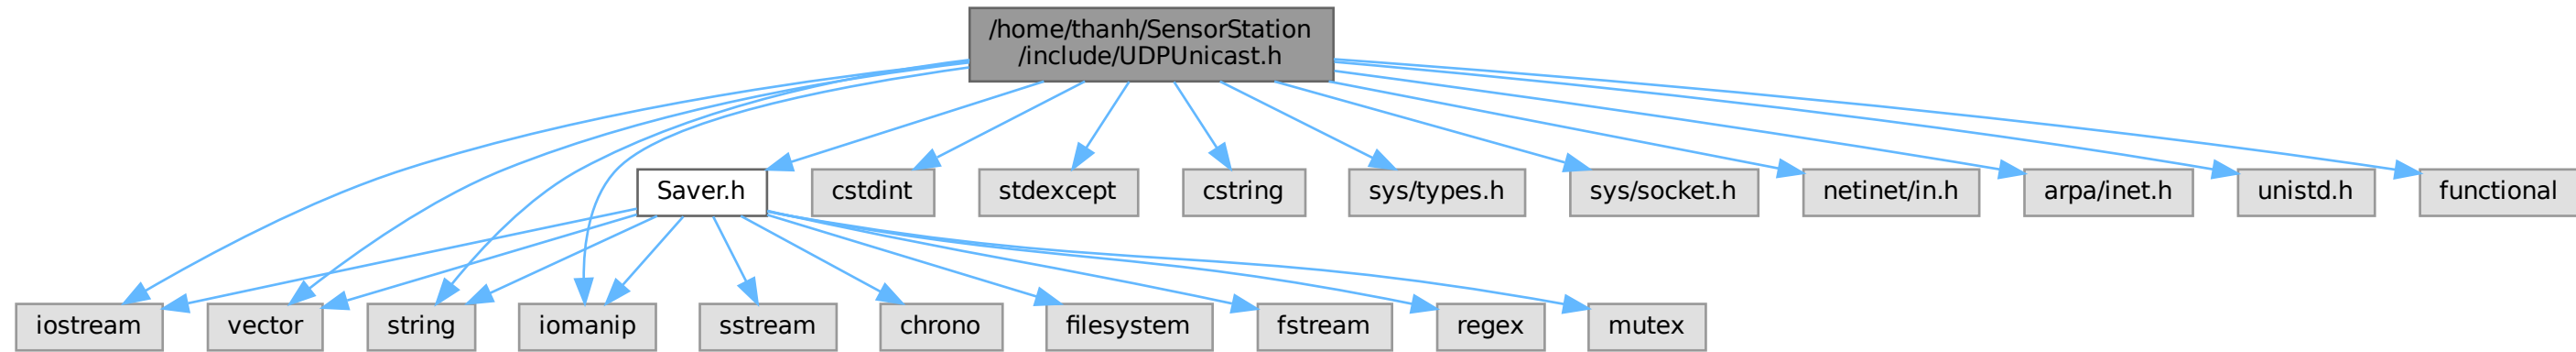 /home/thanh/SensorStation
/include/UDPUnicast.h
Saver.h
cstdint
stdexcept
cstring
sys/types.h
sys/socket.h
netinet/in.h
arpa/inet.h
unistd.h
functional
iostream
vector
string
iomanip
sstream
chrono
filesystem
fstream
regex
mutex